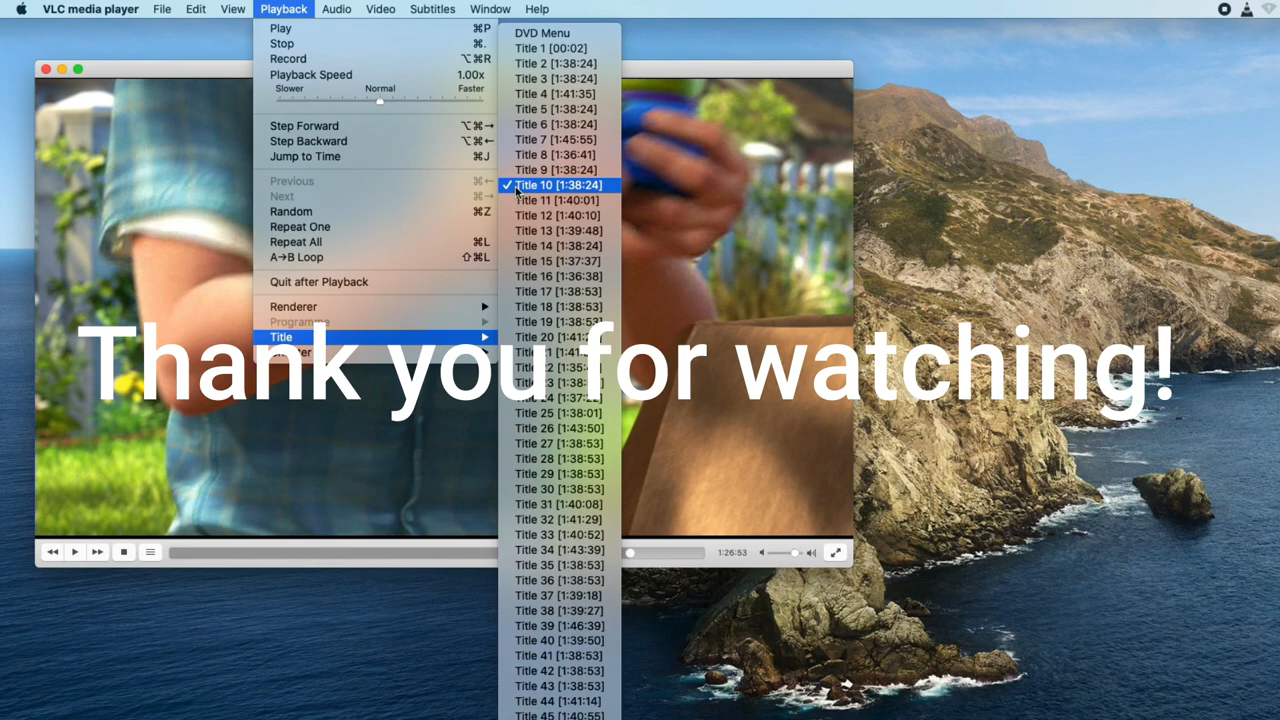 VLC media player File Edit View Playback Audio Video Subtitles Window Help
Play ⌘P
Stop ⌘.
Record ⌥⌘R
Playback Speed 1.00x
Slower Normal Faster
Step Forward ⌥⌘→
Step Backward ⌥⌘←
Jump to Time ⌘J
Previous ⌘←
Next ⌘→
Random ⌘Z
Repeat One
Repeat All ⌘L
A→B Loop ⇧⌘L
Quit after Playback
Renderer
Programme
Title
DVD Menu
Title 1 [00:02]
Title 2 [1:38:24]
Title 3 [1:38:24]
Title 4 [1:41:35]
Title 5 [1:38:24]
Title 6 [1:38:24]
Title 7 [1:45:55]
Title 8 [1:36:41]
Title 9 [1:38:24]
✓ Title 10 [1:38:24]
Title 11 [1:40:01]
Title 12 [1:40:10]
Title 13 [1:39:48]
Title 14 [1:38:24]
Title 15 [1:37:37]
Title 16 [1:36:38]
Title 17 [1:38:53]
Title 18 [1:38:53]
Title 19
Title 20
Title 25 [1:38:01]
Title 26 [1:43:50]
Title 27 [1:38:53]
Title 28 [1:38:53]
Title 29 [1:38:53]
Title 30 [1:38:53]
Title 31 [1:40:08]
Title 32 [1:41:29]
Title 33 [1:40:52]
Title 34 [1:43:39]
Title 35 [1:38:53]
Title 36 [1:38:53]
Title 37 [1:39:18]
Title 38 [1:39:27]
Title 39 [1:46:39]
Title 40 [1:39:50]
Title 41 [1:38:53]
Title 42 [1:38:53]
Title 43 [1:38:53]
Title 44 [1:41:14]
Title 45 [1:40:55]
Thank you for watching!
1:26:53